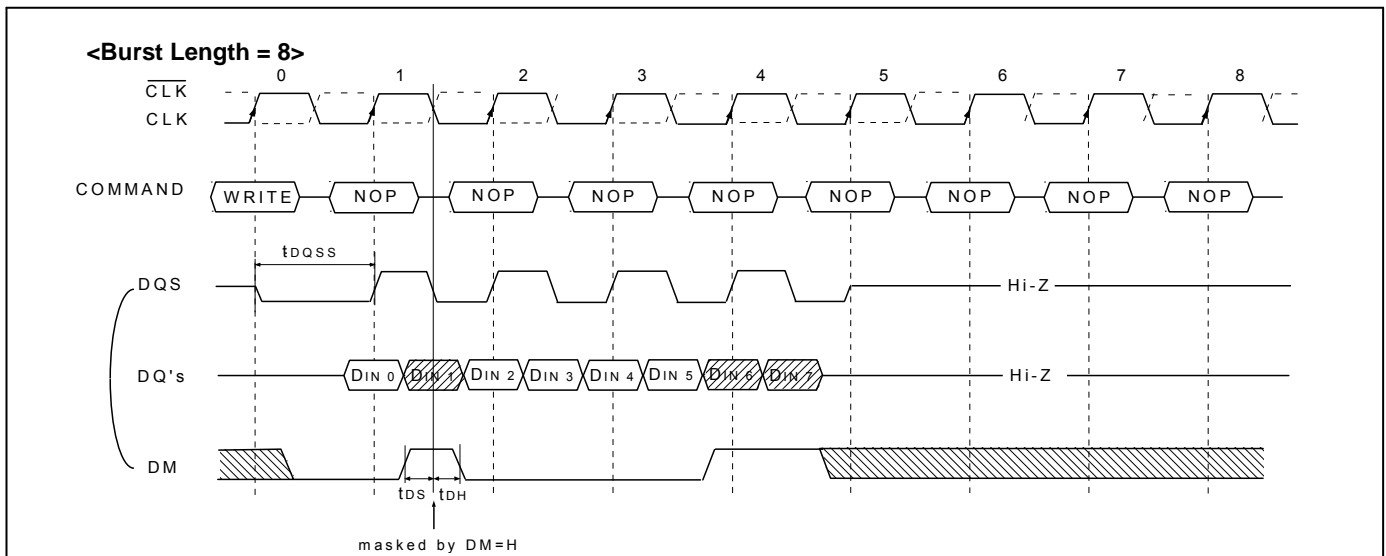 <Burst Length = 8>
0 1 2 3 4 5 6 7 8
CLK
CLK
COMMAND WRITE NOP NOP NOP NOP NOP NOP NOP NOP
tDQSS
DQS Hi-Z
DQ's DIN 0 DIN 1 DIN 2 DIN 3 DIN 4 DIN 5 DIN 6 DIN 7 Hi-Z
DM
tDS tDH
masked by DM=H